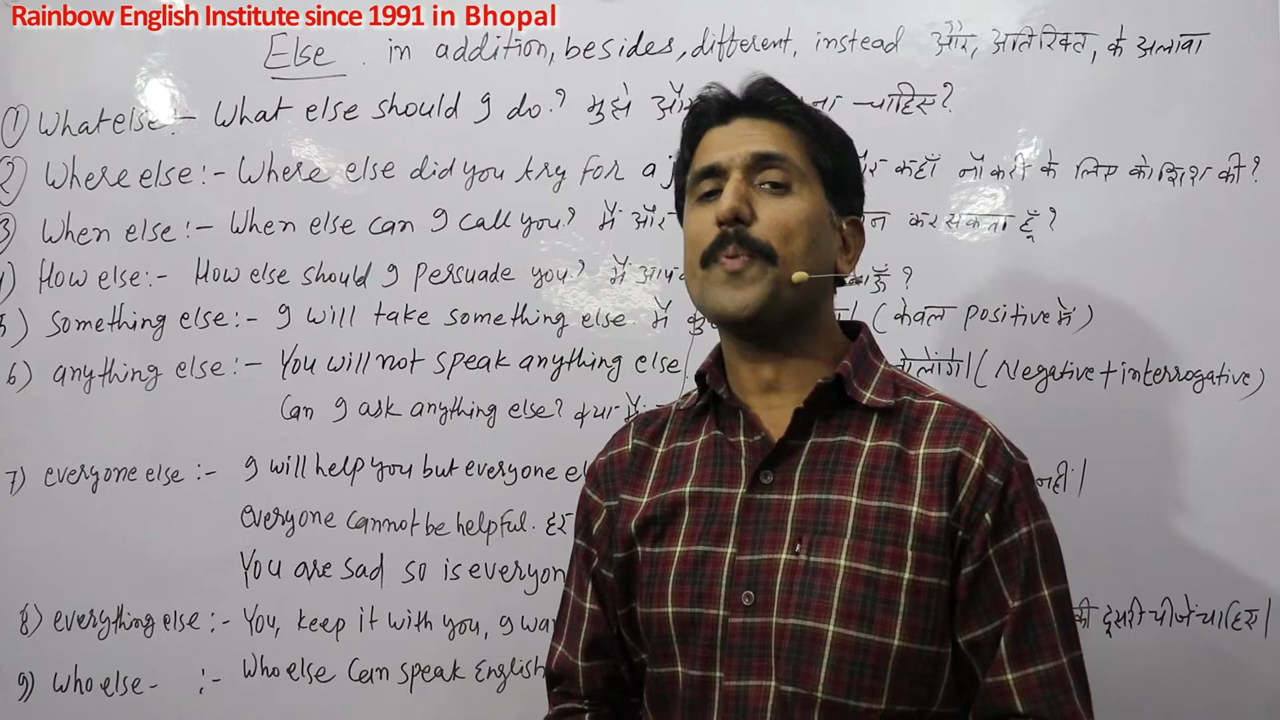 Rainbow English Institute since 1991 in Bhopal
Else. in addition, besides, different, instead और, अतिरिक्त, के अलावा
① What else:- What else should I do? मुझे चाहिए?
2) Where else:- Where else did you try for a कहाँ नौकरी के लिए कोशिश की?
3) When else:- When else can I call you? मैं और कर सकता हूँ?
How else:- How else should I persuade you? मैं
Something else:- I will take something else. मैं (केवल positive में)
6) anything else:- You will not speak anything else (Negative + interrogative)
Can I ask anything else? क्या मैं
7) everyone else:- I will help you but everyone नहीं।
everyone cannot be helpful.
You are sad so is
8) everything else:- You, keep it with you, I की दूसरी चीजें चाहिए।
9) Who else- :- Who else can speak English